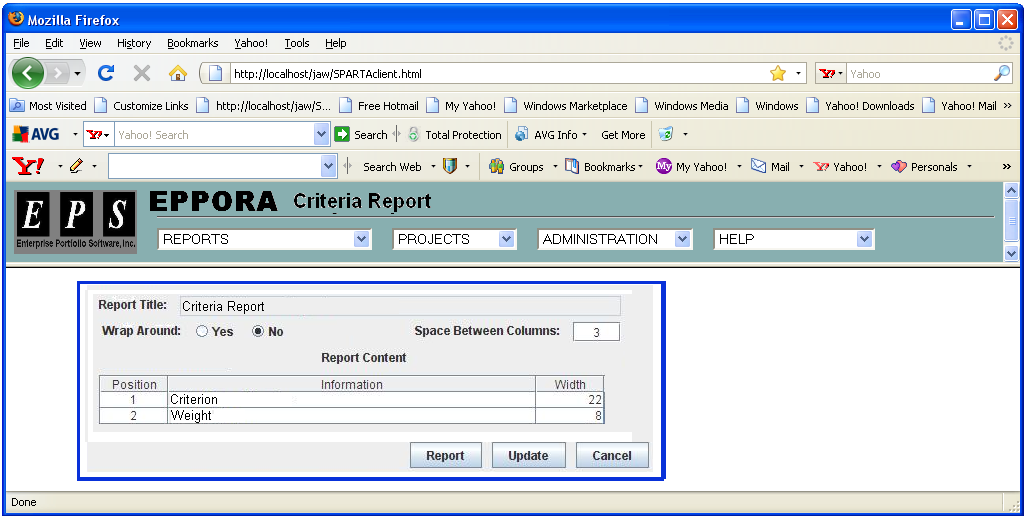 Mozilla Firefox
File Edit View History Bookmarks Yahoo! Tools Help
http://localhost/jaw/SPARTAclient.html Y! Yahoo
Most Visited Customize Links http://localhost/jaw/S... Free Hotmail My Yahoo! Windows Marketplace Windows Media Windows Yahoo! Downloads Yahoo! Mail »
AVG Y! Yahoo! Search Search Total Protection AVG Info Get More
Y! Search Web Groups Bookmarks My My Yahoo! Mail Y! Yahoo! Personals »
EPS EPPORA Criteria Report
Enterprise Portfolio Software, Inc.
REPORTS PROJECTS ADMINISTRATION HELP
Report Title: Criteria Report
Wrap Around: Yes No Space Between Columns: 3
Report Content
Position Information Width
1 Criterion 22
2 Weight 8
Report Update Cancel
Done